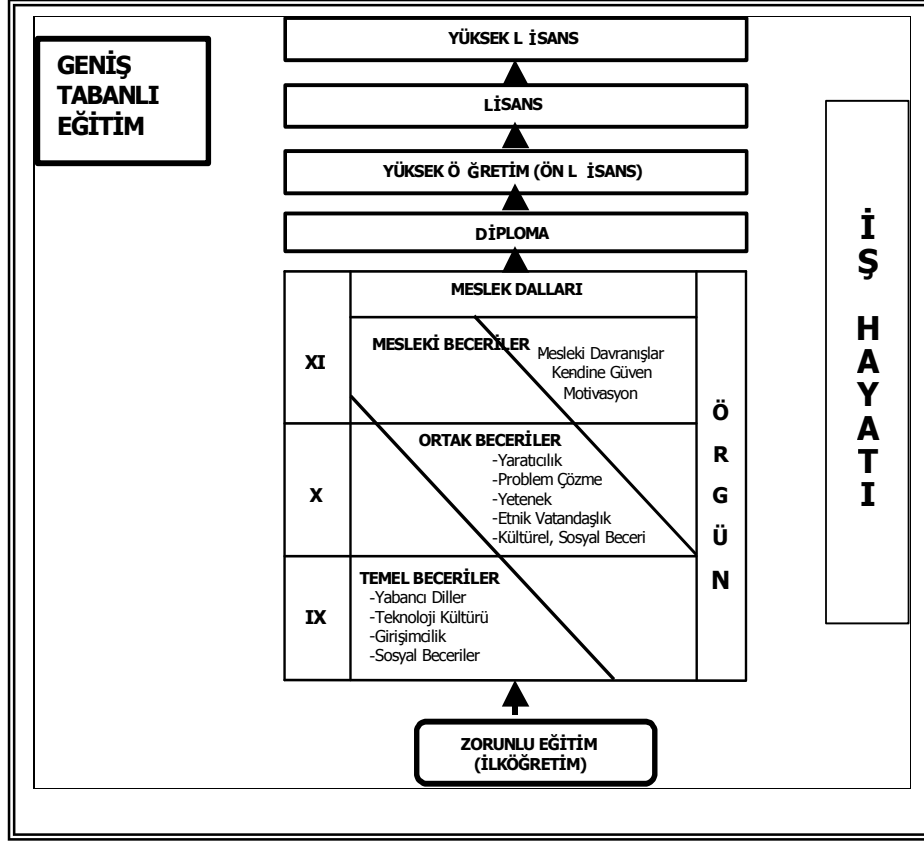 GENİŞ
TABANLI
EĞİTİM
YÜKSEK L İSANS
LİSANS
YÜKSEK Ö ĞRETİM (ÖN L İSANS)
DİPLOMA
MESLEK DALLARI
XI
MESLEKİ BECERİLER
Mesleki Davranışlar
Kendine Güven
Motivasyon
X
ORTAK BECERİLER
-Yaratıcılık
-Problem Çözme
-Yetenek
-Etnik Vatandaşlık
-Kültürel, Sosyal Beceri
IX
TEMEL BECERİLER
-Yabancı Diller
-Teknoloji Kültürü
-Girişimcilik
-Sosyal Beceriler
ÖRGÜN
ZORUNLU EĞİTİM
(İLKÖĞRETİM)
İŞ HAYATI